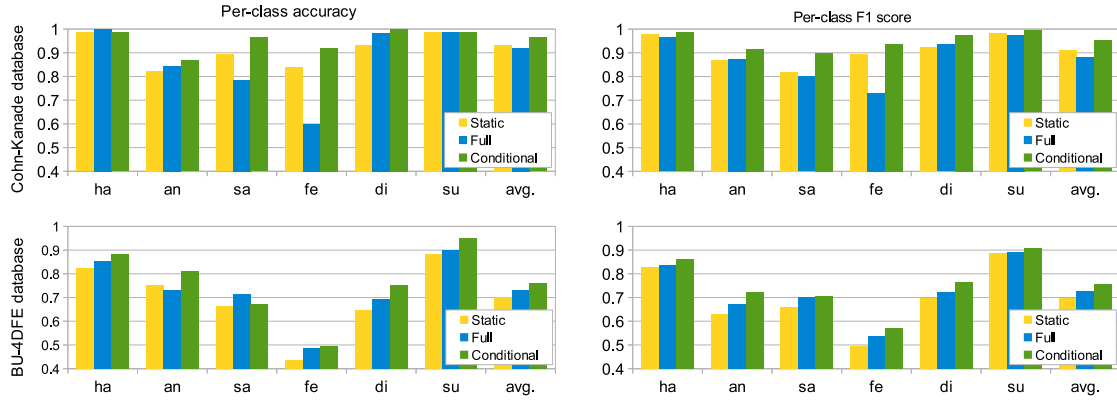 Per-class accuracy
Cohn-Kanade database
1
0.9
0.8
0.7
0.6
0.5
0.4
Static
Full
Conditional
ha an sa fe di su avg.
Per-class F1 score
1
0.9
0.8
0.7
0.6
0.5
0.4
Static
Full
Conditional
ha an sa fe di su avg.
BU-4DFE database
1
0.9
0.8
0.7
0.6
0.5
0.4
Static
Full
Conditional
ha an sa fe di su avg.
1
0.9
0.8
0.7
0.6
0.5
0.4
Static
Full
Conditional
ha an sa fe di su avg.